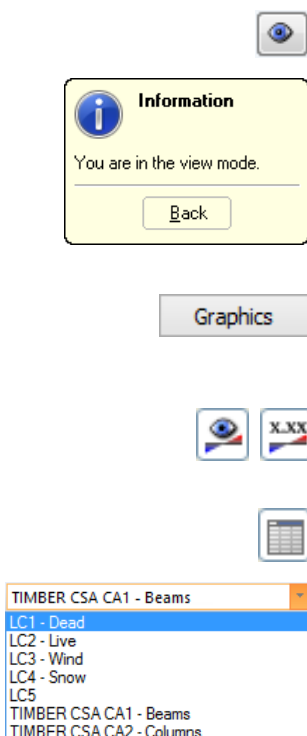 Information
You are in the view mode.
Back
Graphics
x.xx
TIMBER CSA CA1 - Beams
LC1 - Dead
LC2 - Live
LC3 - Wind
LC4 - Snow
LC5
TIMBER CSA CA1 - Beams
TIMBER CSA CA2 - Columns